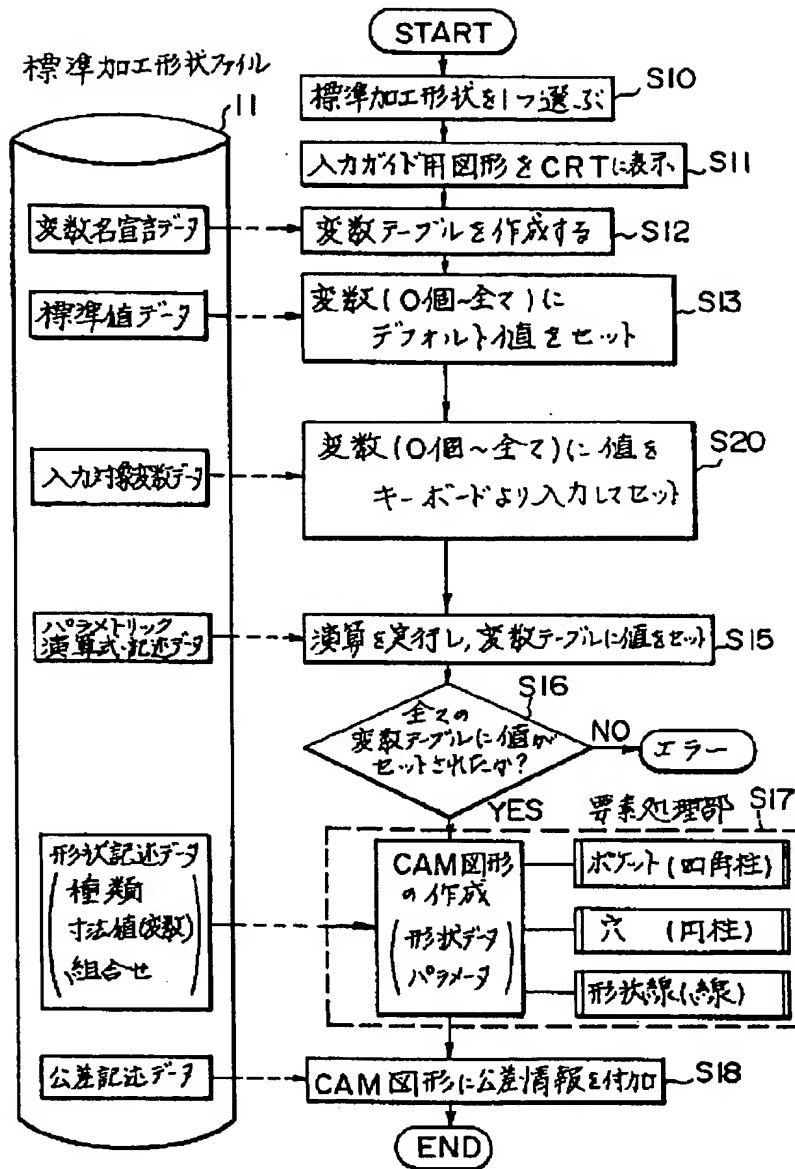 START
標準加工形状ファイル
11
標準加工形状を1つ選ぶ
S10
入力ガイド用図形をCRTに表示
S11
変数名宣言データ
変数テーブルを作成する
S12
標準値データ
変数(0個~全て)に
デフォルト値をセット
S13
入力対象変数データ
変数(0個~全て)に値を
キーボードより入力してセット
S20
パラメトリック
演算式・記述データ
演算を実行し,変数テーブルに値をセット
S15
S16
全ての
変数テーブルに値が
セットされたか?
NO
エラー
YES
要素処理部
S17
形状記述データ
種類
寸法値(変数)
組合せ
CAM図形
の作成
形状データ
パラメータ
ポケット(四角柱)
穴 (円柱)
形状線(線)
公差記述データ
CAM図形に公差情報を付加
S18
END